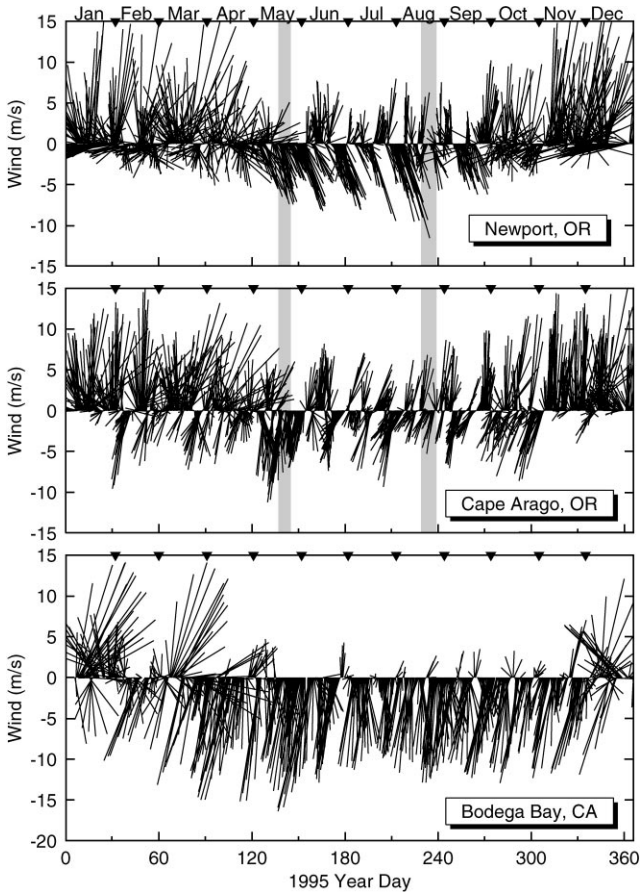 Jan Feb Mar Apr May Jun Jul Aug Sep Oct Nov Dec
15
10
5
0
-5
-10
-15
Wind (m/s)
Newport, OR
15
10
5
0
-5
-10
-15
Wind (m/s)
Cape Arago, OR
15
10
5
0
-5
-10
-15
-20
Wind (m/s)
Bodega Bay, CA
0 60 120 180 240 300 360
1995 Year Day